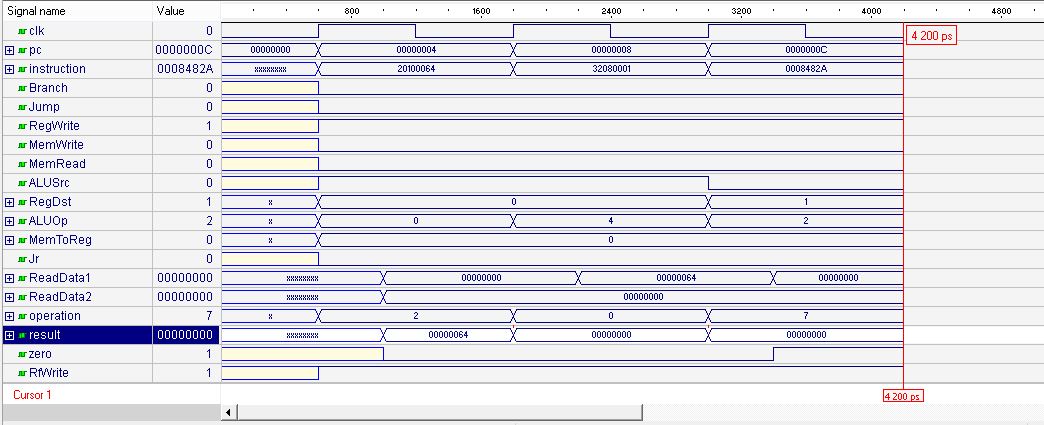 Signal name Value 800 1600 2400 3200 4000 4800
clk 0 4 200 ps
pc 0000000C 00000000 00000004 00000008 0000000C
instruction 0008482A xxxxxxxx 20100064 32080001 0008482A
Branch 0
Jump 0
RegWrite 1
MemWrite 0
MemRead 0
ALUSrc 0
RegDst 1 x 0 1
ALUOp 2 x 0 4 2
MemToReg 0 x 0
Jr 0
ReadData1 00000000 xxxxxxxx 00000000 00000064 00000000
ReadData2 00000000 xxxxxxxx 00000000
operation 7 x 2 0 7
result 00000000 xxxxxxxx 00000064 00000000 00000000
zero 1
RfWrite 1
Cursor 1 4 200 ps